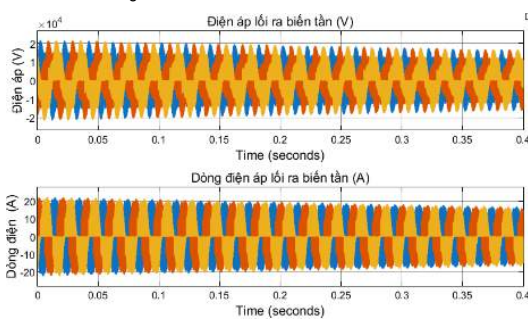 Điện áp lối ra biến tần (V)
×10⁴
Điện áp (V)
2
1
0
-1
-2
0 0.05 0.1 0.15 0.2 0.25 0.3 0.35 0.4
Time (seconds)
Dòng điện áp lối ra biến tần (A)
Dòng điện (A)
20
10
0
-10
-20
0 0.05 0.1 0.15 0.2 0.25 0.3 0.35 0.4
Time (seconds)